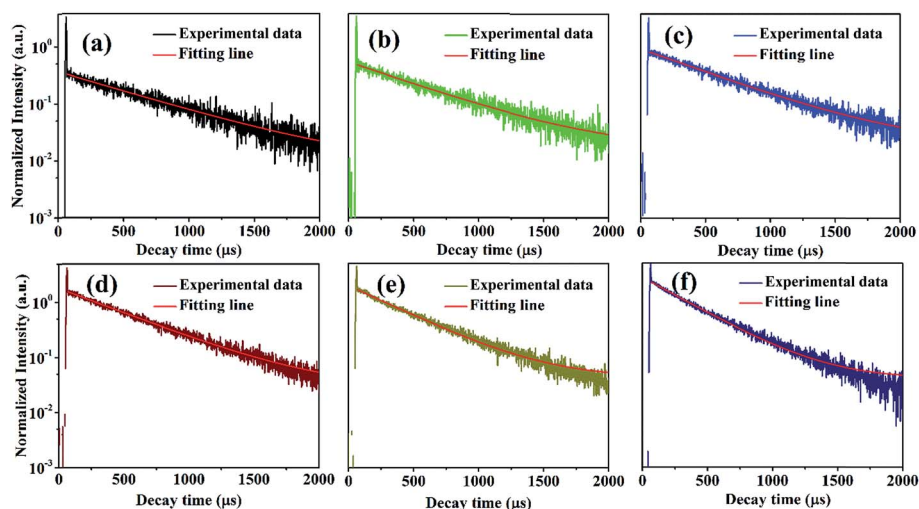 (a)
Experimental data
Fitting line
(b)
Experimental data
Fitting line
(c)
Experimental data
Fitting line
Normalized Intensity (a.u.)
10⁰
10⁻¹
10⁻²
10⁻³
0 500 1000 1500 2000
0 500 1000 1500 2000
0 500 1000 1500 2000
Decay time (μs)
Decay time (μs)
Decay time (μs)
(d)
Experimental data
Fitting line
(e)
Experimental data
Fitting line
(f)
Experimental data
Fitting line
Normalized Intensity (a.u.)
10⁰
10⁻¹
10⁻²
10⁻³
0 500 1000 1500 2000
0 500 1000 1500 2000
0 500 1000 1500 2000
Decay time (μs)
Decay time (μs)
Decay time (μs)